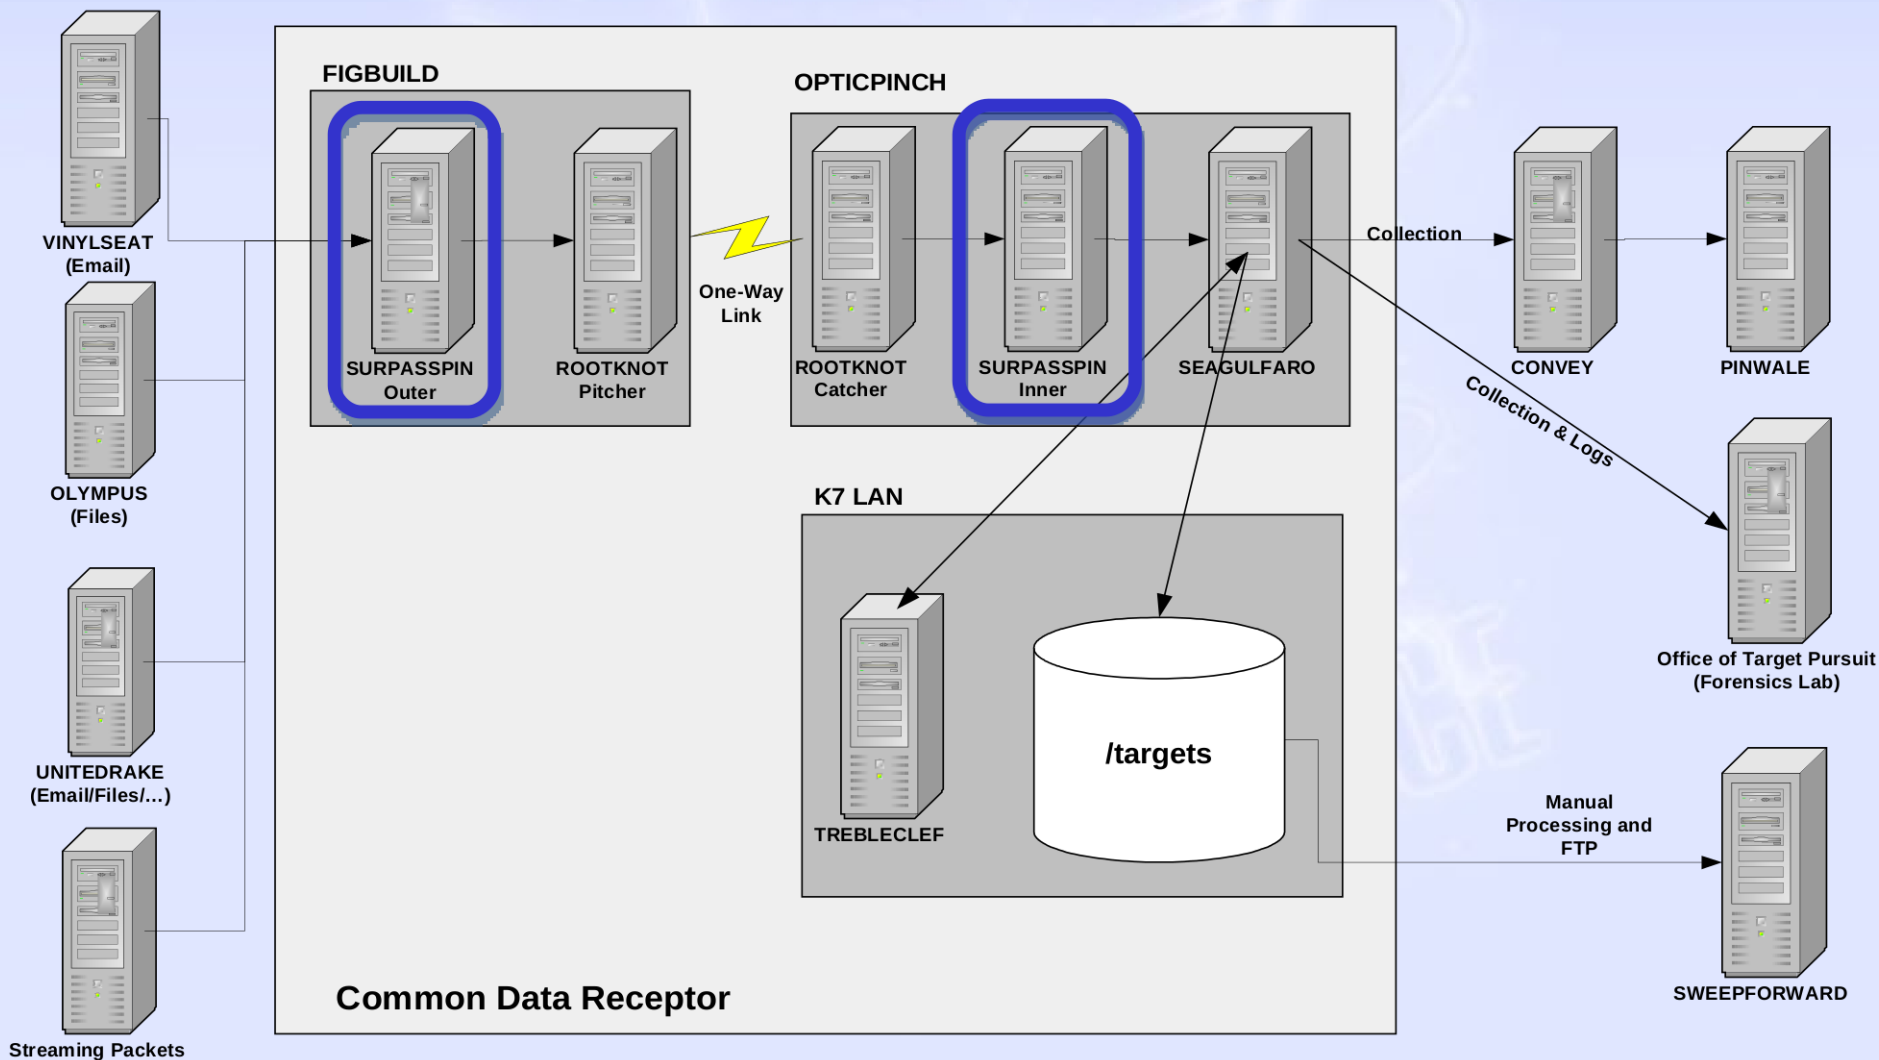 VINYLSEAT
(Email)
OLYMPUS
(Files)
UNITEDRAKE
(Email/Files/…)
Streaming Packets
FIGBUILD
SURPASSPIN
Outer
ROOTKNOT
Pitcher
One-Way
Link
OPTICPINCH
ROOTKNOT
Catcher
SURPASSPIN
Inner
SEAGULFARO
K7 LAN
TREBLECLEF
/targets
Common Data Receptor
Collection
CONVEY
PINWALE
Collection & Logs
Office of Target Pursuit
(Forensics Lab)
Manual
Processing and
FTP
SWEEPFORWARD